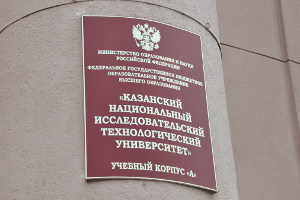 МИНИСТЕРСТВО ОБРАЗОВАНИЯ И НАУКИ
РОССИЙСКОЙ ФЕДЕРАЦИИ
ФЕДЕРАЛЬНОЕ ГОСУДАРСТВЕННОЕ БЮДЖЕТНОЕ
ОБРАЗОВАТЕЛЬНОЕ УЧРЕЖДЕНИЕ
ВЫСШЕГО ОБРАЗОВАНИЯ
«КАЗАНСКИЙ
НАЦИОНАЛЬНЫЙ
ИССЛЕДОВАТЕЛЬСКИЙ
ТЕХНОЛОГИЧЕСКИЙ
УНИВЕРСИТЕТ»
УЧЕБНЫЙ КОРПУС «А»